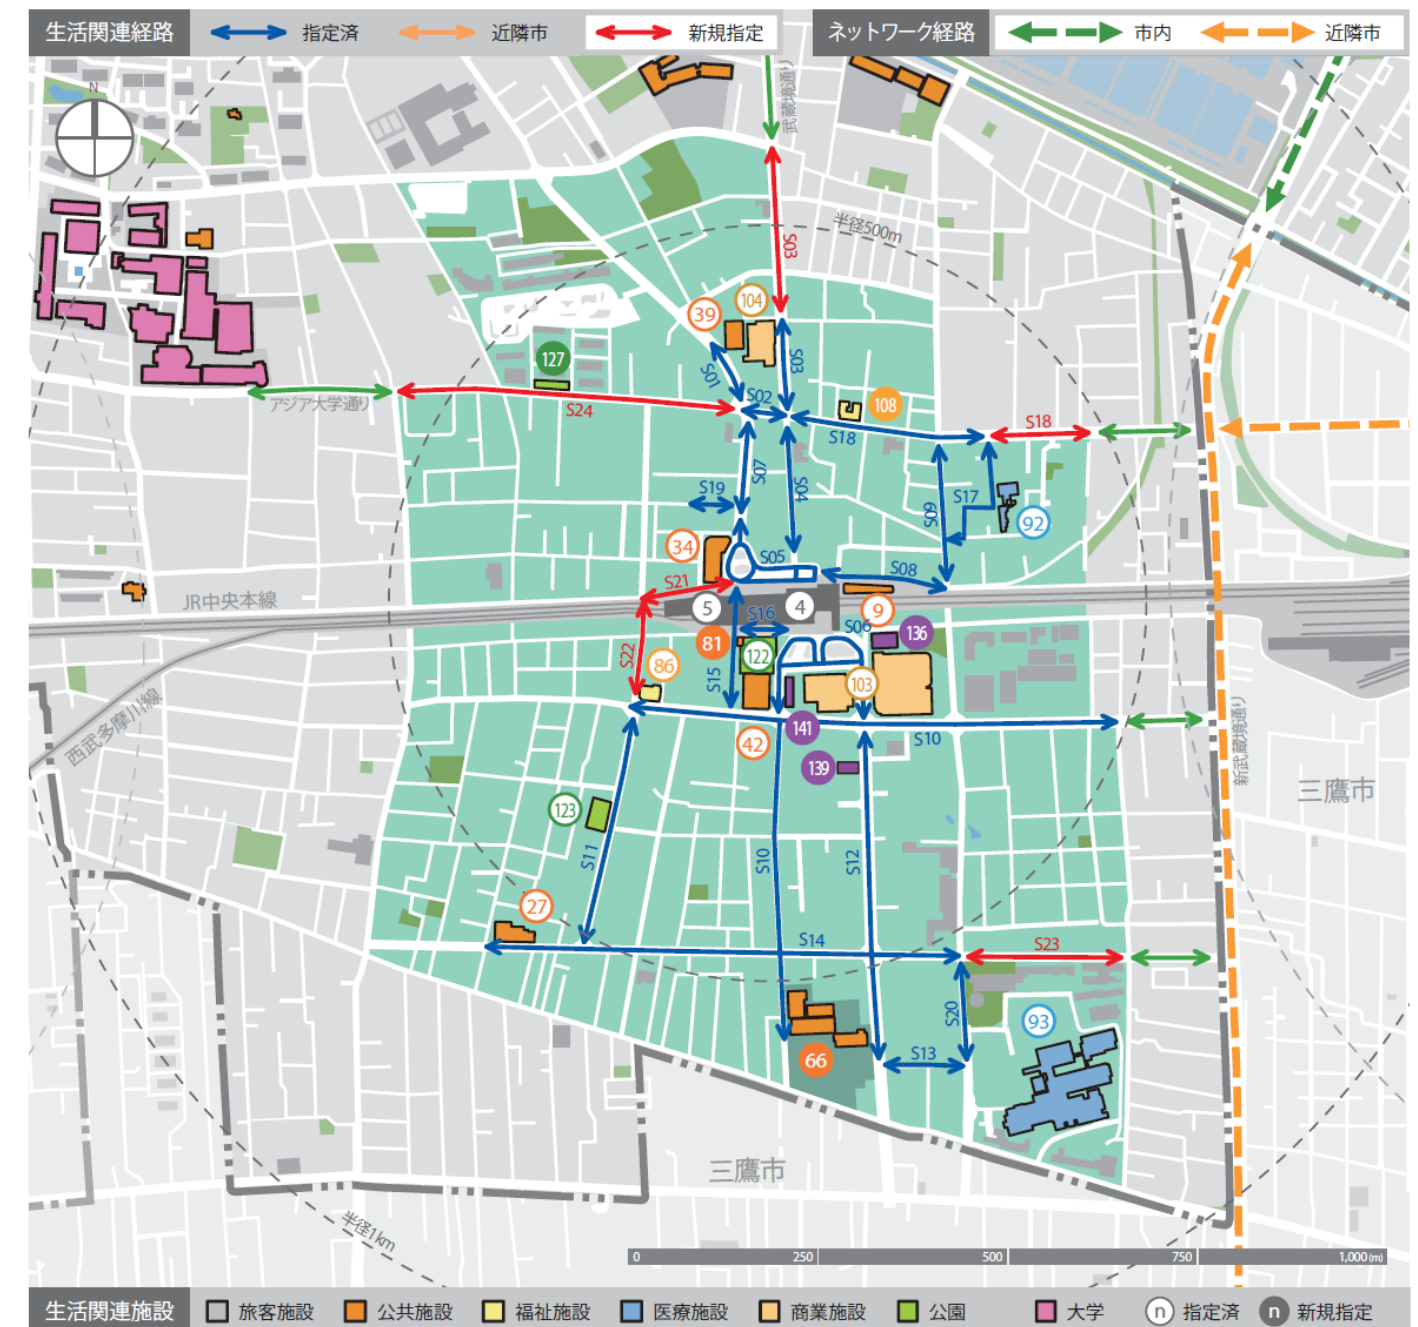 生活関連経路 指定済 近隣市 新規指定
ネットワーク経路 市内 近隣市
N
武蔵境通り
半径500m
S03
104
39
127
S01
S03
S02
108
アジア大学通り
S24
S18
S18
S07
S04
S19
S09
S17
92
34
S05
S08
S21
JR中央本線
5
4
9
S16
S06
136
81
122
S22
86
S15
103
西武多摩川線
141
42
S10
139
新武蔵境通り
三鷹市
123
S11
S10
S12
27
S14
S23
S20
93
66
S13
三鷹市
半径1km
0 250 500 750 1,000(m)
生活関連施設 旅客施設 公共施設 福祉施設 医療施設 商業施設 公園 大学 n 指定済 n 新規指定